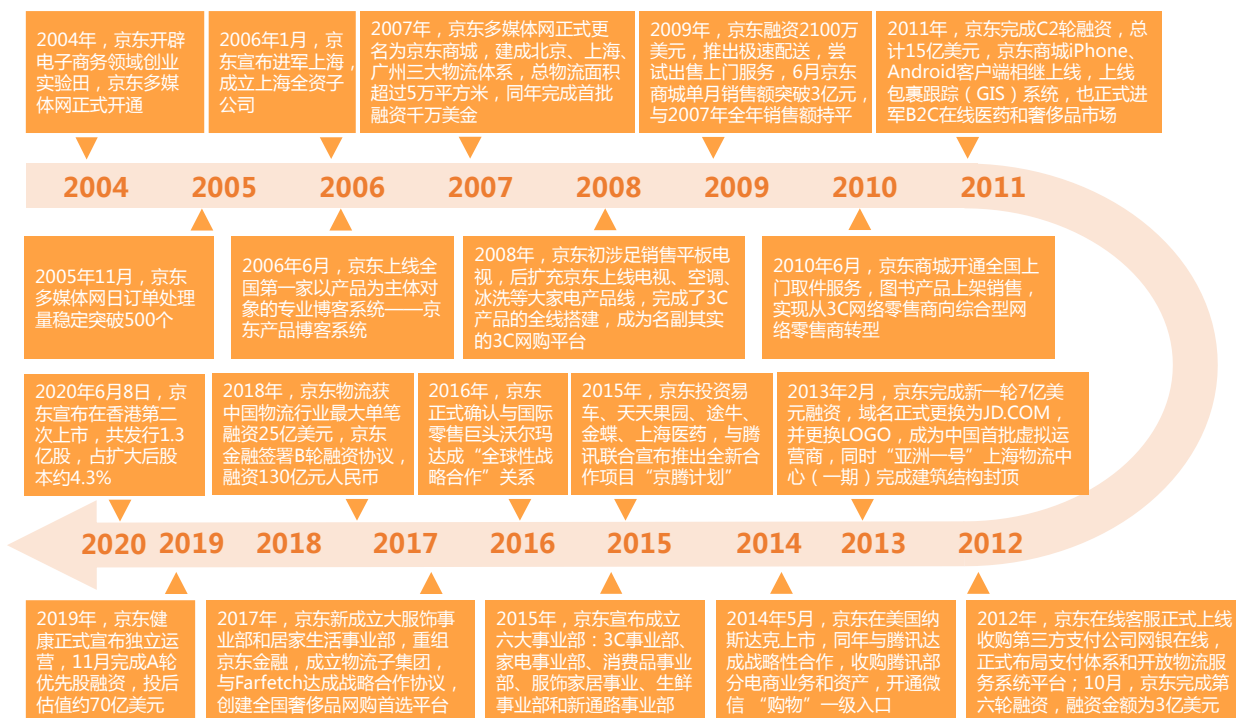 2004年，京东开辟
电子商务领域创业
实验田，京东多媒
体网正式开通
2006年1月，京
东宣布进军上海，
成立上海全资子
公司
2007年，京东多媒体网正式更
名为京东商城，建成北京、上海、
广州三大物流体系，总物流面积
超过5万平方米，同年完成首批
融资千万美金
2009年，京东融资2100万
美元，推出极速配送，尝
试出售上门服务，6月京东
商城单月销售额突破3亿元，
与2007年全年销售额持平
2011年，京东完成C2轮融资，总
计15亿美元，京东商城iPhone、
Android客户端相继上线，上线
包裹跟踪（GIS）系统，也正式进
军B2C在线医药和奢侈品市场
2004 2005 2006 2007 2008 2009 2010 2011
2005年11月，京东
多媒体网日订单处理
量稳定突破500个
2006年6月，京东上线全
国第一家以产品为主体对
象的专业博客系统——京
东产品博客系统
2008年，京东初涉足销售平板电
视，后扩充京东上线电视、空调、
冰洗等大家电产品线，完成了3C
产品的全线搭建，成为名副其实
的3C网购平台
2010年6月，京东商城开通全国上
门取件服务，图书产品上架销售，
实现从3C网络零售商向综合型网
络零售商转型
2020年6月8日，京
东宣布在香港第二
次上市，共发行1.3
亿股，占扩大后股
本约4.3%
2018年，京东物流获
中国物流行业最大单笔
融资25亿美元，京东
金融签署B轮融资协议，
融资130亿元人民币
2016年，京东
正式确认与国际
零售巨头沃尔玛
达成“全球性战
略合作”关系
2015年，京东投资易
车、天天果园、途牛、
金蝶、上海医药，与腾
讯联合宣布推出全新合
作项目“京腾计划”
2013年2月，京东完成新一轮7亿美
元融资，域名正式更换为JD.COM，
并更换LOGO，成为中国首批虚拟运
营商，同时“亚洲一号”上海物流中
心（一期）完成建筑结构封顶
2020 2019 2018 2017 2016 2015 2014 2013 2012
2019年，京东健
康正式宣布独立运
营，11月完成A轮
优先股融资，投后
估值约70亿美元
2017年，京东新成立大服饰事
业部和居家生活事业部，重组
京东金融，成立物流子集团，
与Farfetch达成战略合作协议，
创建全国奢侈品网购首选平台
2015年，京东宣布成立
六大事业部：3C事业部、
家电事业部、消费品事业
部、服饰家居事业、生鲜
事业部和新通路事业部
2014年5月，京东在美国纳
斯达克上市，同年与腾讯达
成战略性合作，收购腾讯部
分电商业务和资产，开通微
信 “购物”一级入口
2012年，京东在线客服正式上线
收购第三方支付公司网银在线，
正式布局支付体系和开放物流服
务系统平台；10月，京东完成第
六轮融资，融资金额为3亿美元